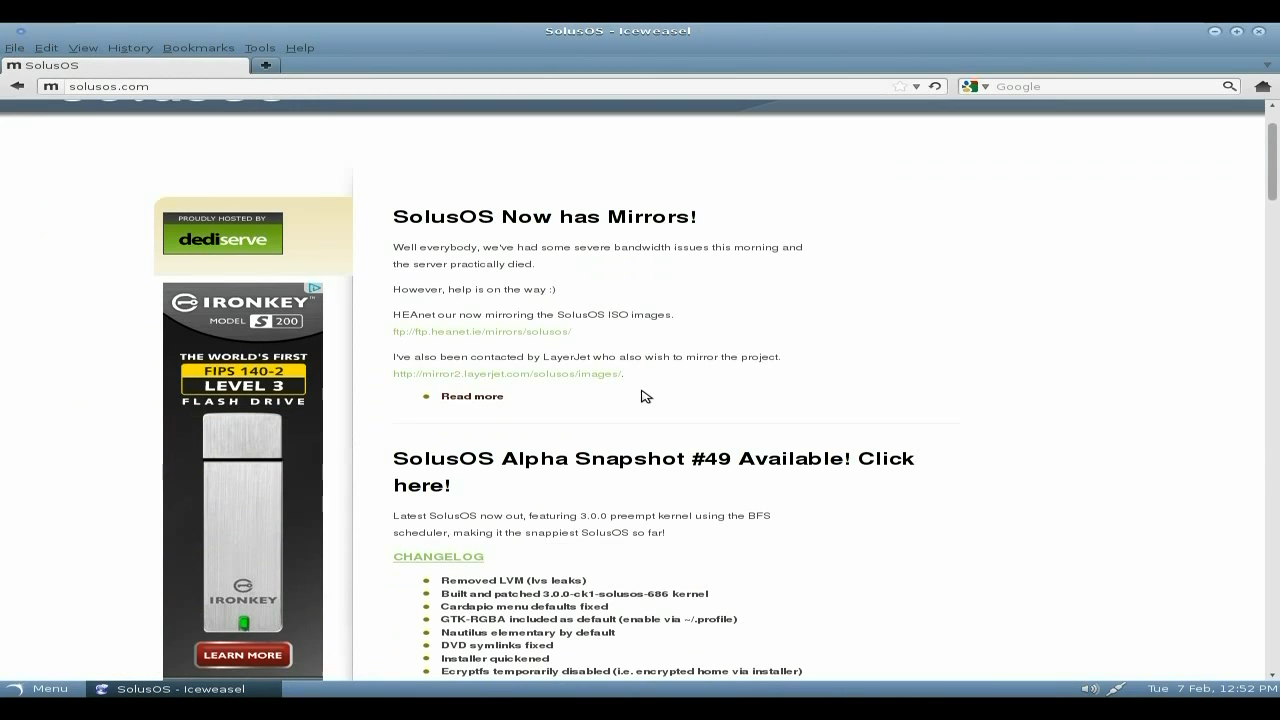 SolusOS - Iceweasel
File Edit View History Bookmarks Tools Help
m SolusOS
m solusos.com
Google
PROUDLY HOSTED BY
dediserve
IRONKEY™
MODEL S 200
THE WORLD'S FIRST
FIPS 140-2
LEVEL 3
FLASH DRIVE
IRONKEY
LEARN MORE
SolusOS Now has Mirrors!
Well everybody, we've had some severe bandwidth issues this morning and
the server practically died.
However, help is on the way :)
HEAnet our now mirroring the SolusOS ISO images.
ftp://ftp.heanet.ie/mirrors/solusos/
I've also been contacted by LayerJet who also wish to mirror the project.
http://mirror2.layerjet.com/solusos/images/.
Read more
SolusOS Alpha Snapshot #49 Available! Click
here!
Latest SolusOS now out, featuring 3.0.0 preempt kernel using the BFS
scheduler, making it the snappiest SolusOS so far!
CHANGELOG
Removed LVM (lvs leaks)
Built and patched 3.0.0-ck1-solusos-686 kernel
Cardapio menu defaults fixed
GTK-RGBA included as default (enable via ~/.profile)
Nautilus elementary by default
DVD symlinks fixed
Installer quickened
Ecryptfs temporarily disabled (i.e. encrypted home via installer)
Menu
SolusOS - Iceweasel
Tue 7 Feb, 12:52 PM